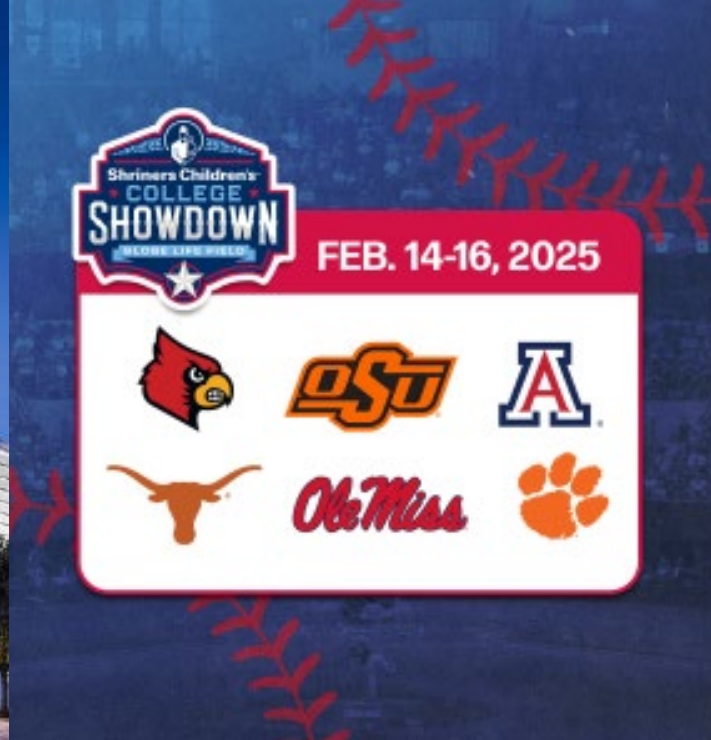 Shriners Children's
COLLEGE
SHOWDOWN
GLOBE LIFE FIELD
FEB. 14-16, 2025
OSU
A
Ole Miss